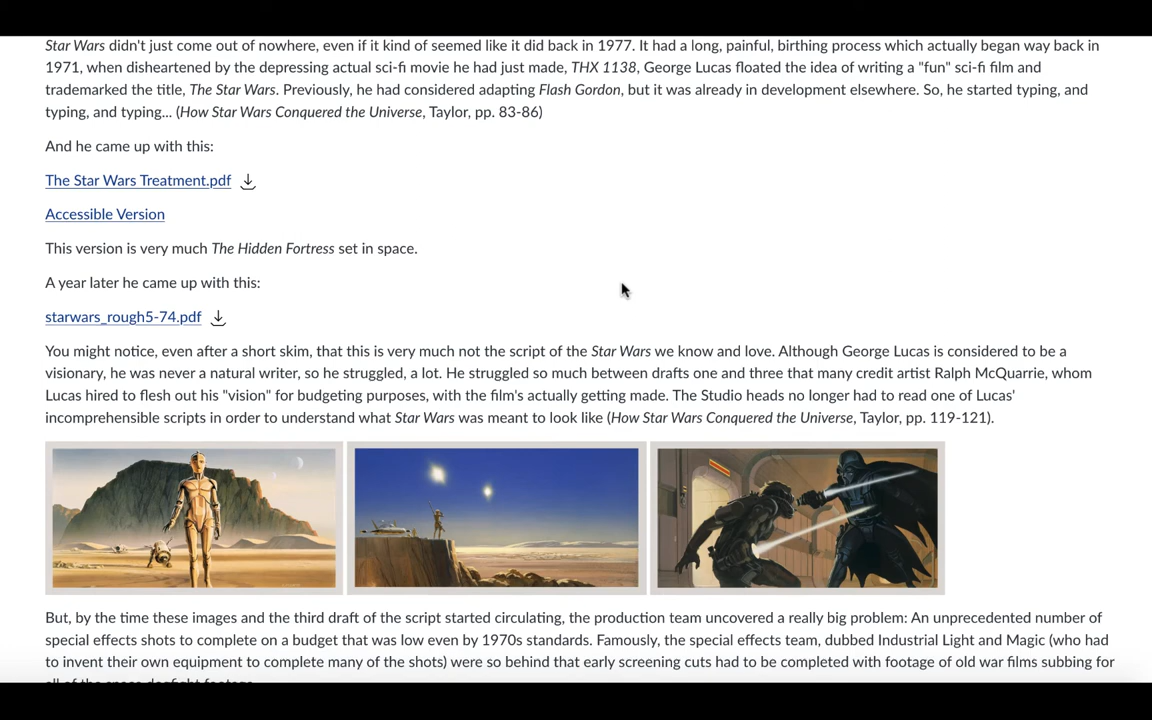 Star Wars didn't just come out of nowhere, even if it kind of seemed like it did back in 1977. It had a long, painful, birthing process which actually began way back in
1971, when disheartened by the depressing actual sci-fi movie he had just made, THX 1138, George Lucas floated the idea of writing a "fun" sci-fi film and
trademarked the title, The Star Wars. Previously, he had considered adapting Flash Gordon, but it was already in development elsewhere. So, he started typing, and
typing, and typing... (How Star Wars Conquered the Universe, Taylor, pp. 83-86)
And he came up with this:
The Star Wars Treatment.pdf
Accessible Version
This version is very much The Hidden Fortress set in space.
A year later he came up with this:
starwars_rough5-74.pdf
You might notice, even after a short skim, that this is very much not the script of the Star Wars we know and love. Although George Lucas is considered to be a
visionary, he was never a natural writer, so he struggled, a lot. He struggled so much between drafts one and three that many credit artist Ralph McQuarrie, whom
Lucas hired to flesh out his "vision" for budgeting purposes, with the film's actually getting made. The Studio heads no longer had to read one of Lucas'
incomprehensible scripts in order to understand what Star Wars was meant to look like (How Star Wars Conquered the Universe, Taylor, pp. 119-121).
But, by the time these images and the third draft of the script started circulating, the production team uncovered a really big problem: An unprecedented number of
special effects shots to complete on a budget that was low even by 1970s standards. Famously, the special effects team, dubbed Industrial Light and Magic (who had
to invent their own equipment to complete many of the shots) were so behind that early screening cuts had to be completed with footage of old war films subbing for